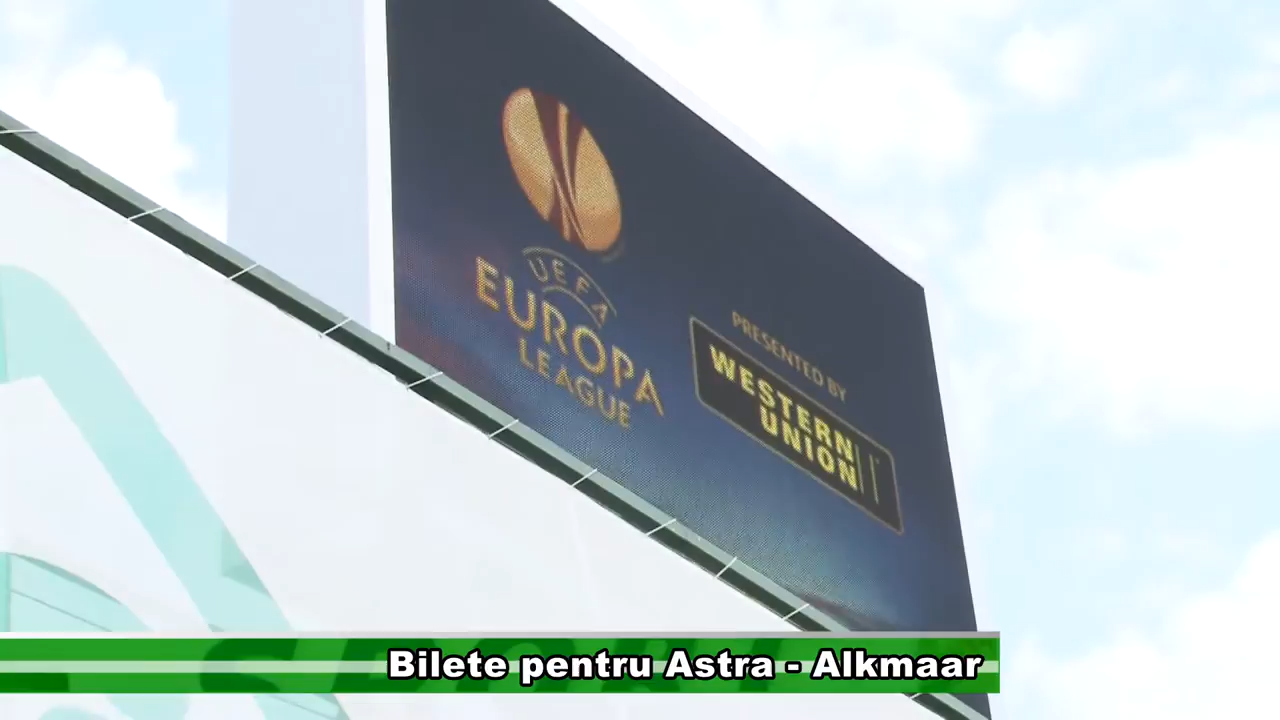 UEFA
EUROPA
LEAGUE
PRESENTED BY
WESTERN
UNION
Bilete pentru Astra - Alkmaar